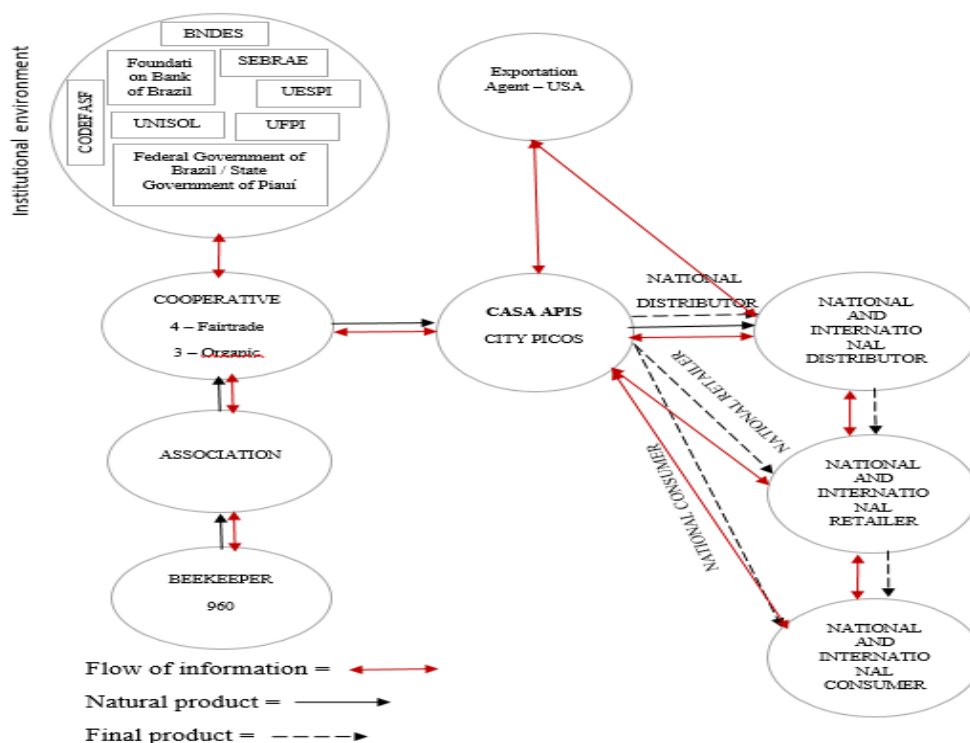 Institutional environment
BNDES
Foundati
on Bank
of Brazil
SEBRAE
CODEFASF
UESPI
UNISOL
UFPI
Federal Government of
Brazil / State
Government of Piauí
Exportation
Agent – USA
COOPERATIVE
4 – Fairtrade
3 – Organic
CASA APIS
CITY PICOS
NATIONAL
DISTRIBUTOR
NATIONAL
AND
INTERNATIO
NAL
DISTRIBUTOR
NATIONAL RETAILER
NATIONAL CONSUMER
ASSOCIATION
NATIONAL
AND
INTERNATIO
NAL
RETAILER
BEEKEEPER
960
NATIONAL
AND
INTERNATIO
NAL
CONSUMER
Flow of information =
Natural product =
Final product =